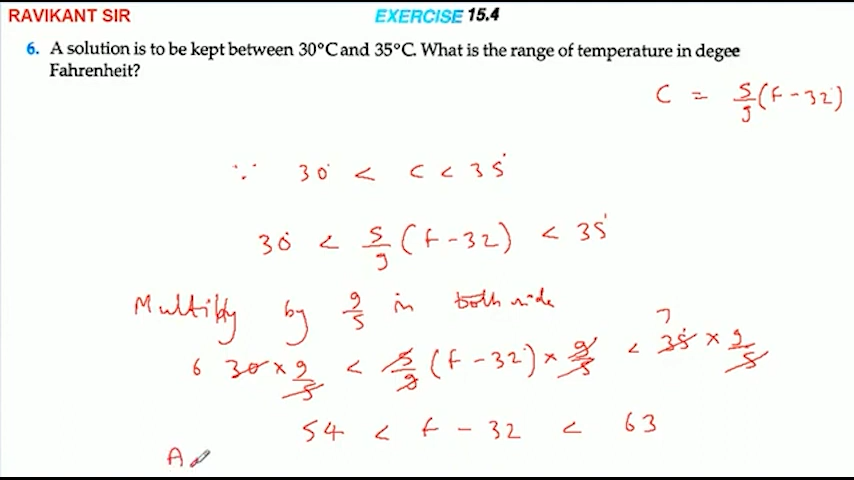 RAVIKANT SIR
EXERCISE 15.4
6. A solution is to be kept between 30°C and 35°C. What is the range of temperature in degee
Fahrenheit?
C = 5/9 (F - 32)
∵ 30° < C < 35°
30° < 5/9 (F - 32) < 35°
Multiply by 9/5 in both side
6 30 × 9/5 < 5/9 (F - 32) × 9/5 < 7 35 × 9/5
54 < F - 32 < 63
A